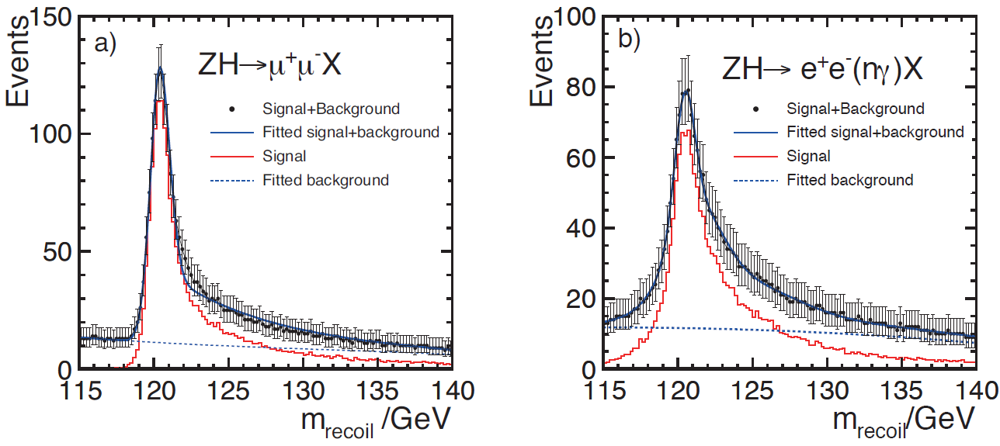 a)
ZH→μ⁺μ⁻X
Signal+Background
Fitted signal+background
Signal
Fitted background
Events
150
100
50
0
115 120 125 130 135 140
m_recoil /GeV
b)
ZH→ e⁺e⁻(nγ)X
Signal+Background
Fitted signal+background
Signal
Fitted background
Events
100
80
60
40
20
0
115 120 125 130 135 140
m_recoil/GeV